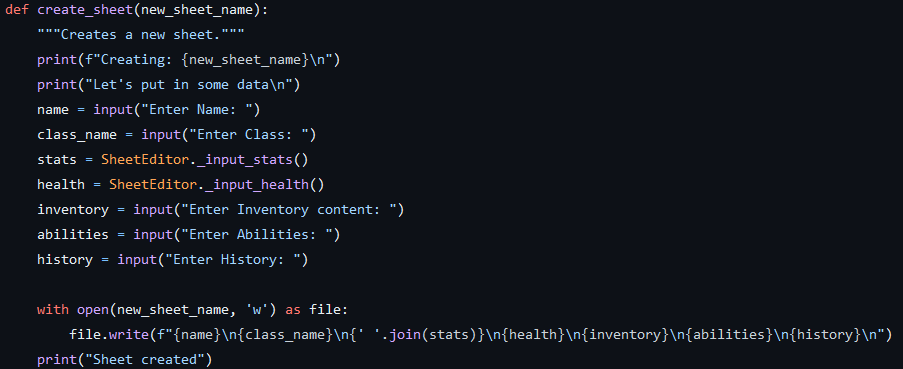 def create_sheet(new_sheet_name):
    """Creates a new sheet."""
    print(f"Creating: {new_sheet_name}\n")
    print("Let's put in some data\n")
    name = input("Enter Name: ")
    class_name = input("Enter Class: ")
    stats = SheetEditor._input_stats()
    health = SheetEditor._input_health()
    inventory = input("Enter Inventory content: ")
    abilities = input("Enter Abilities: ")
    history = input("Enter History: ")

    with open(new_sheet_name, 'w') as file:
        file.write(f"{name}\n{class_name}\n{' '.join(stats)}\n{health}\n{inventory}\n{abilities}\n{history}\n")
    print("Sheet created")